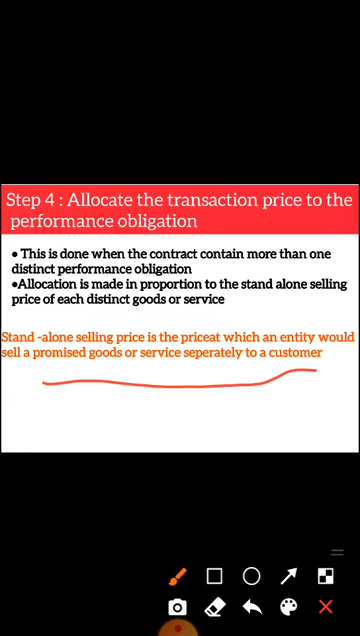 Step 4 : Allocate the transaction price to the
performance obligation
• This is done when the contract contain more than one
distinct performance obligation
•Allocation is made in proportion to the stand alone selling
price of each distinct goods or service
Stand -alone selling price is the priceat which an entity would
sell a promised goods or service seperately to a customer